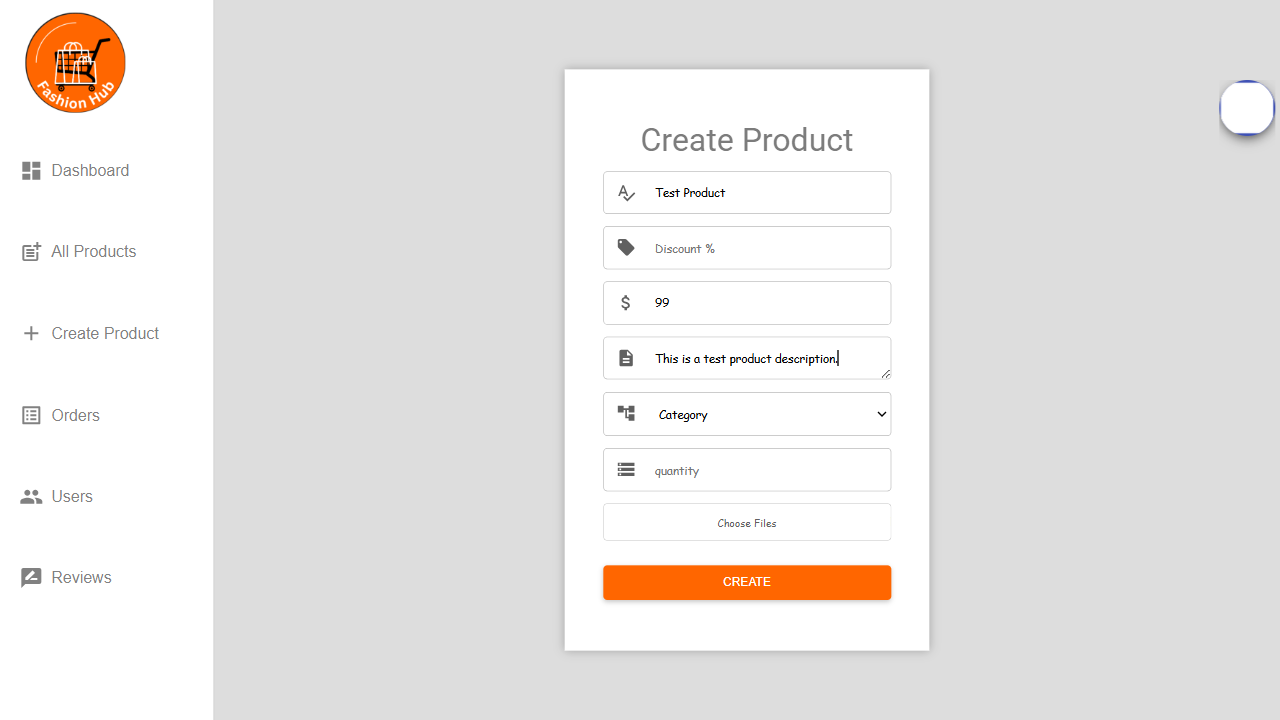 Fashion Hub
Dashboard
All Products
Create Product
Orders
Users
Reviews
Create Product
Test Product
Discount %
99
This is a test product description.
Category
quantity
Choose Files
CREATE